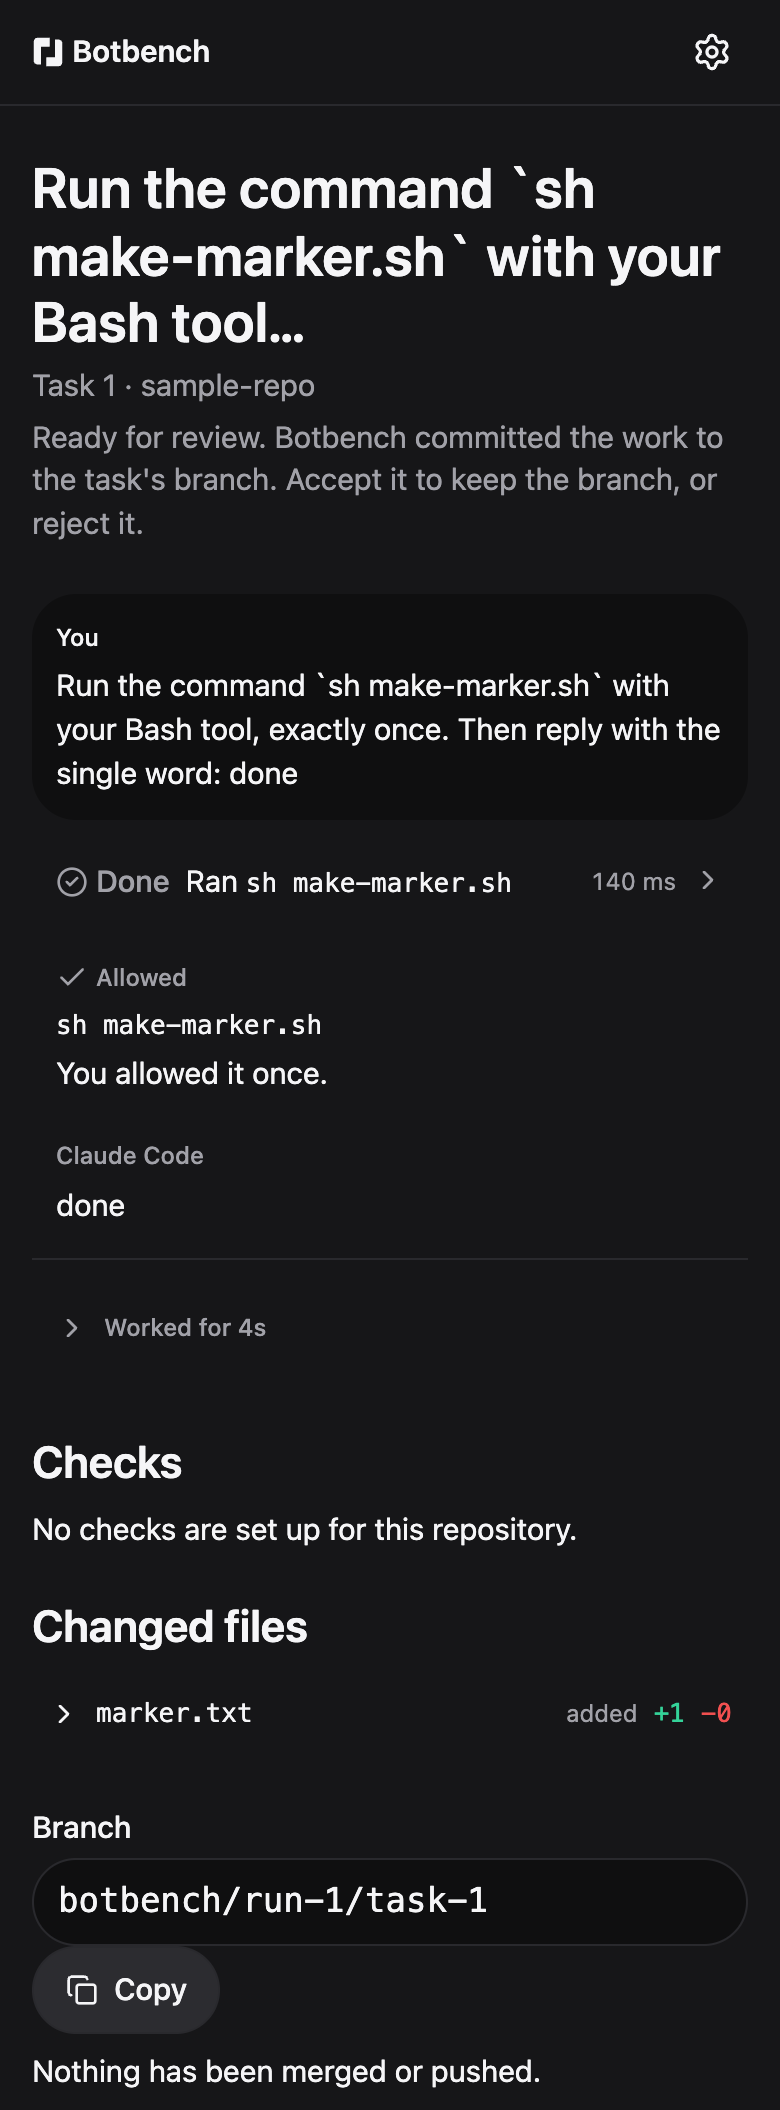 Botbench
Run the command `sh
make-marker.sh` with your
Bash tool…
Task 1 · sample-repo
Ready for review. Botbench committed the work to
the task's branch. Accept it to keep the branch, or
reject it.
You
Run the command `sh make-marker.sh` with
your Bash tool, exactly once. Then reply with the
single word: done
Done Ran sh make-marker.sh 140 ms
Allowed
sh make-marker.sh
You allowed it once.
Claude Code
done
Worked for 4s
Checks
No checks are set up for this repository.
Changed files
marker.txt added +1 −0
Branch
botbench/run-1/task-1
Copy
Nothing has been merged or pushed.